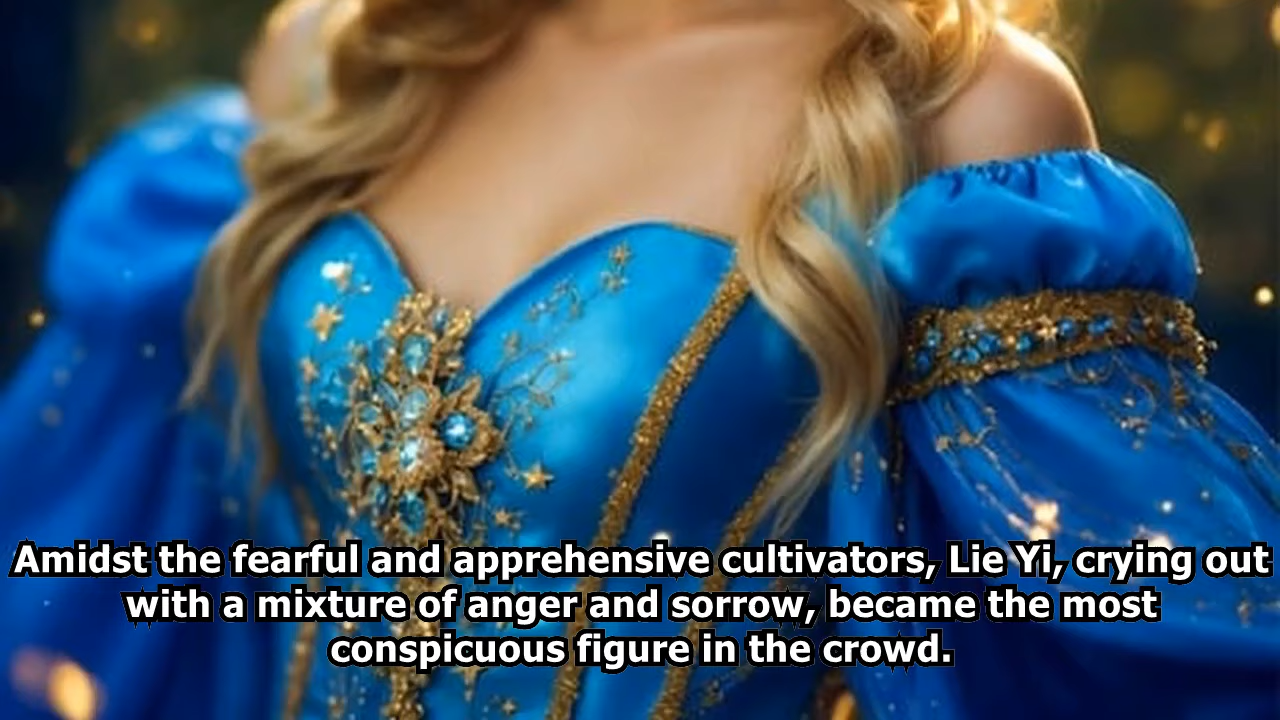 Amidst the fearful and apprehensive cultivators, Lie Yi, crying out
with a mixture of anger and sorrow, became the most
conspicuous figure in the crowd.